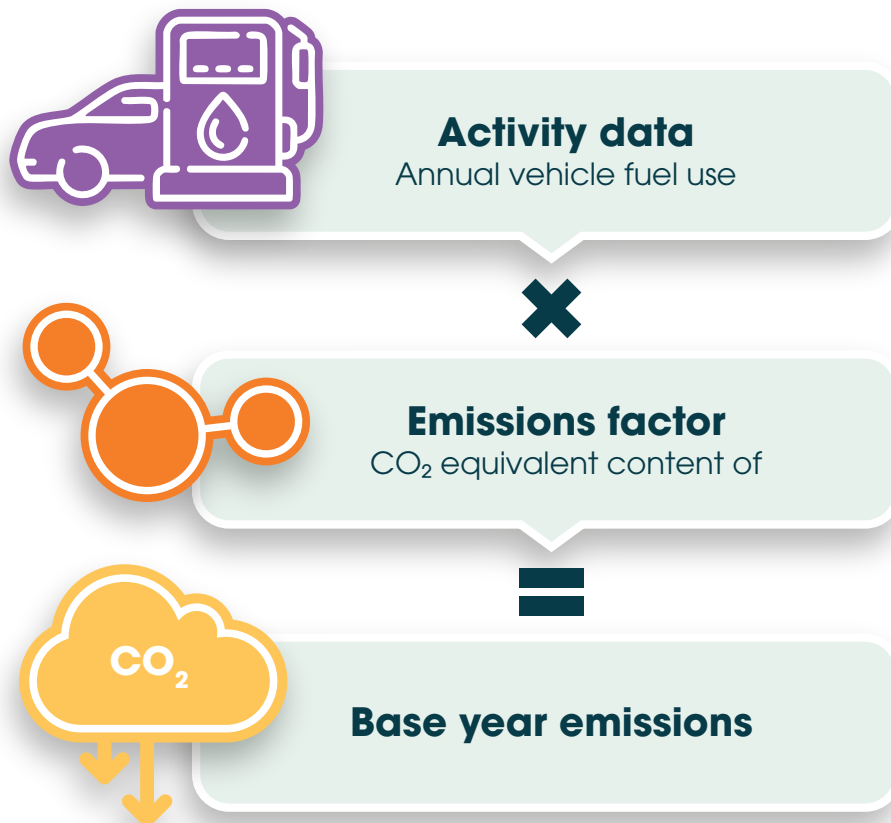 Activity data
Annual vehicle fuel use
Emissions factor
CO₂ equivalent content of
CO₂
Base year emissions